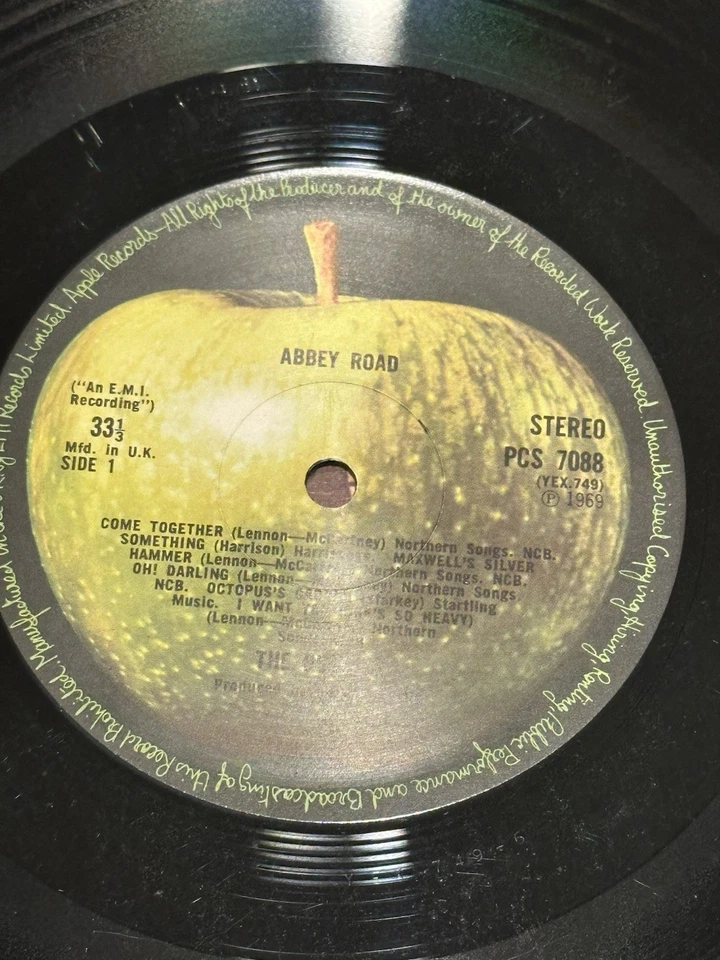 Manufactured
Records Limited. Apple Records—All Rights of the Producer and of the owner of the Recorded Work Reserved. Unauthorised Copying, Hiring, Renting, Public Performance and Broadcasting of this Record Prohibited.
ABBEY ROAD
("An E.M.I.
Recording")
33⅓
Mfd. in U.K.
SIDE 1
STEREO
PCS 7088
(YEX.749)
Ⓟ 1969
COME TOGETHER (Lennon—McCartney) Northern Songs. NCB.
SOMETHING (Harrison) MAXWELL'S SILVER
HAMMER (Lennon— Northern Songs. NCB.
OH! DARLING (Lennon— Northern Songs
NCB. OCTOPUS'S Startling
Music. I WANT SO HEAVY)
(Lennon— Northern
THE
Produced
749-